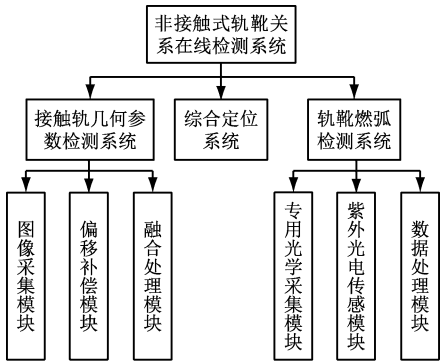 非接触式轨靴关
系在线检测系统
接触轨几何参
数检测系统
综合定位
系统
轨靴燃弧
检测系统
图像采集模块
偏移补偿模块
融合处理模块
专用光学采集模块
紫外光电传感模块
数据处理模块